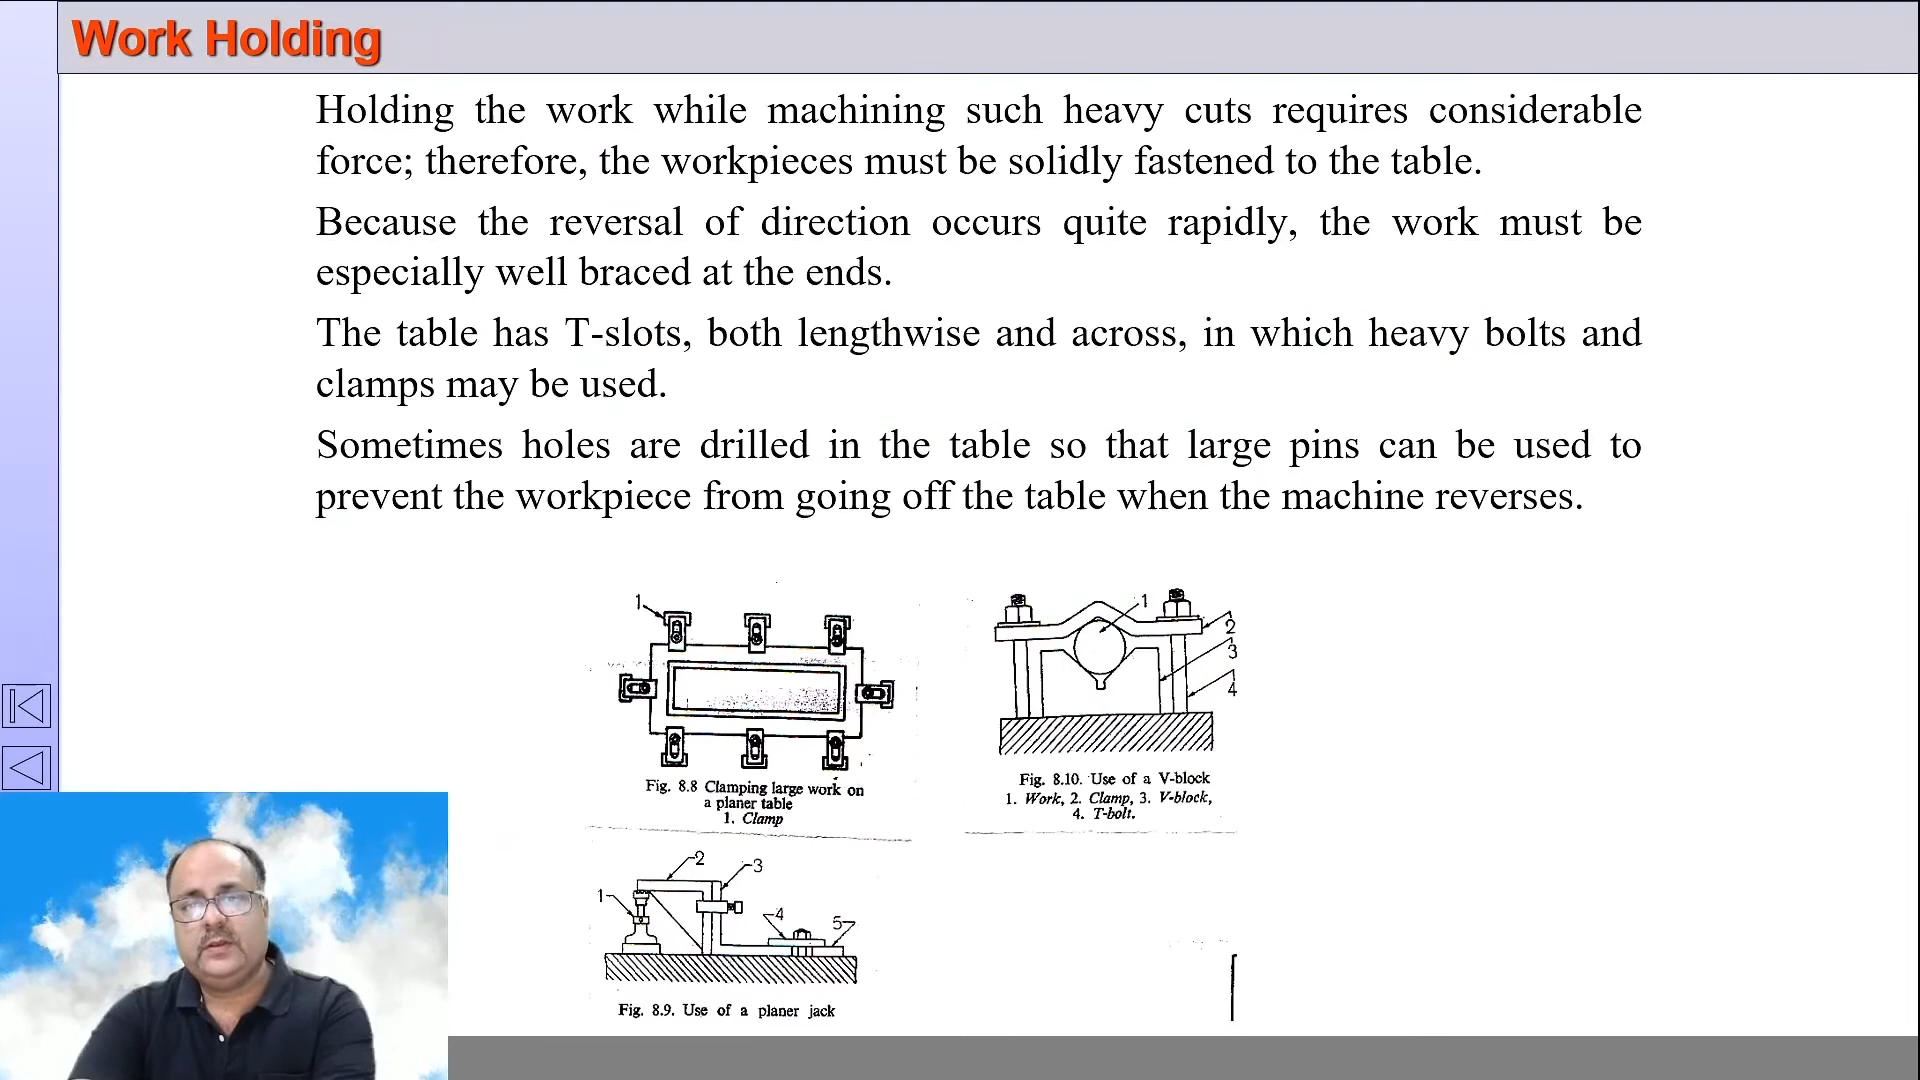 Work Holding
Holding the work while machining such heavy cuts requires considerable
force; therefore, the workpieces must be solidly fastened to the table.
Because the reversal of direction occurs quite rapidly, the work must be
especially well braced at the ends.
The table has T-slots, both lengthwise and across, in which heavy bolts and
clamps may be used.
Sometimes holes are drilled in the table so that large pins can be used to
prevent the workpiece from going off the table when the machine reverses.
1
Fig. 8.8 Clamping large work on
a planer table
1. Clamp
1
2
3
4
Fig. 8.10. Use of a V-block
1. Work, 2. Clamp, 3. V-block,
4. T-bolt.
1
2
3
4
5
Fig. 8.9. Use of a planer jack